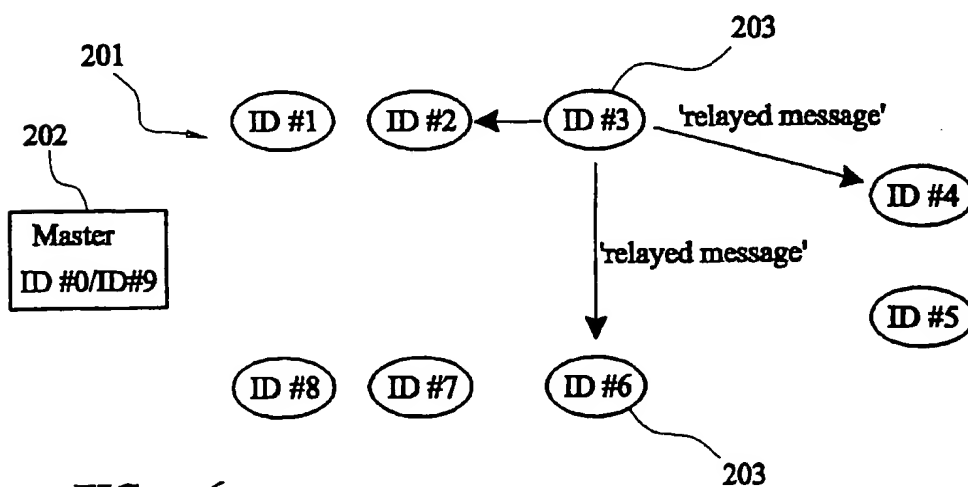 203
201
202
ID #1
ID #2
ID #3
'relayed message'
ID #4
Master
ID #0/ID#9
'relayed message'
ID #5
ID #8
ID #7
ID #6
203